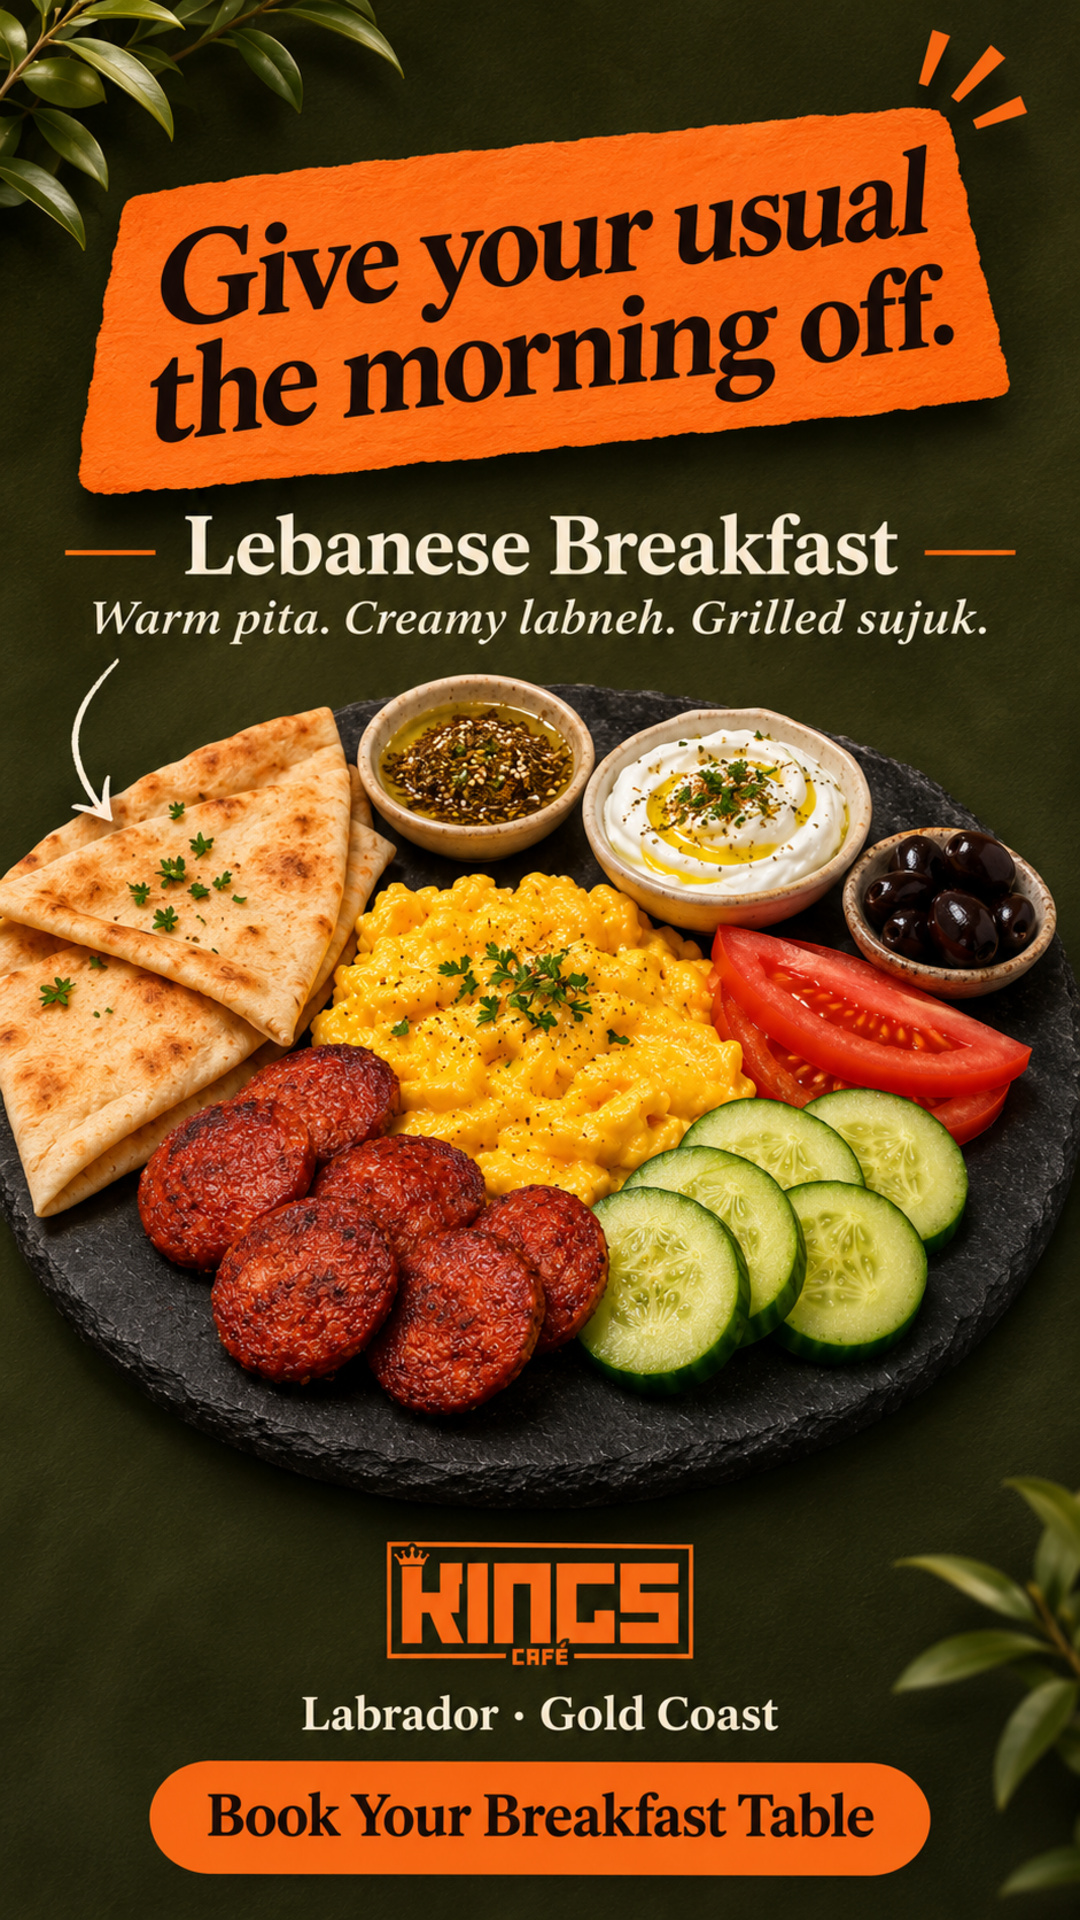 Give your usual
the morning off.
Lebanese Breakfast
Warm pita. Creamy labneh. Grilled sujuk.
KINGS
CAFÉ
Labrador · Gold Coast
Book Your Breakfast Table